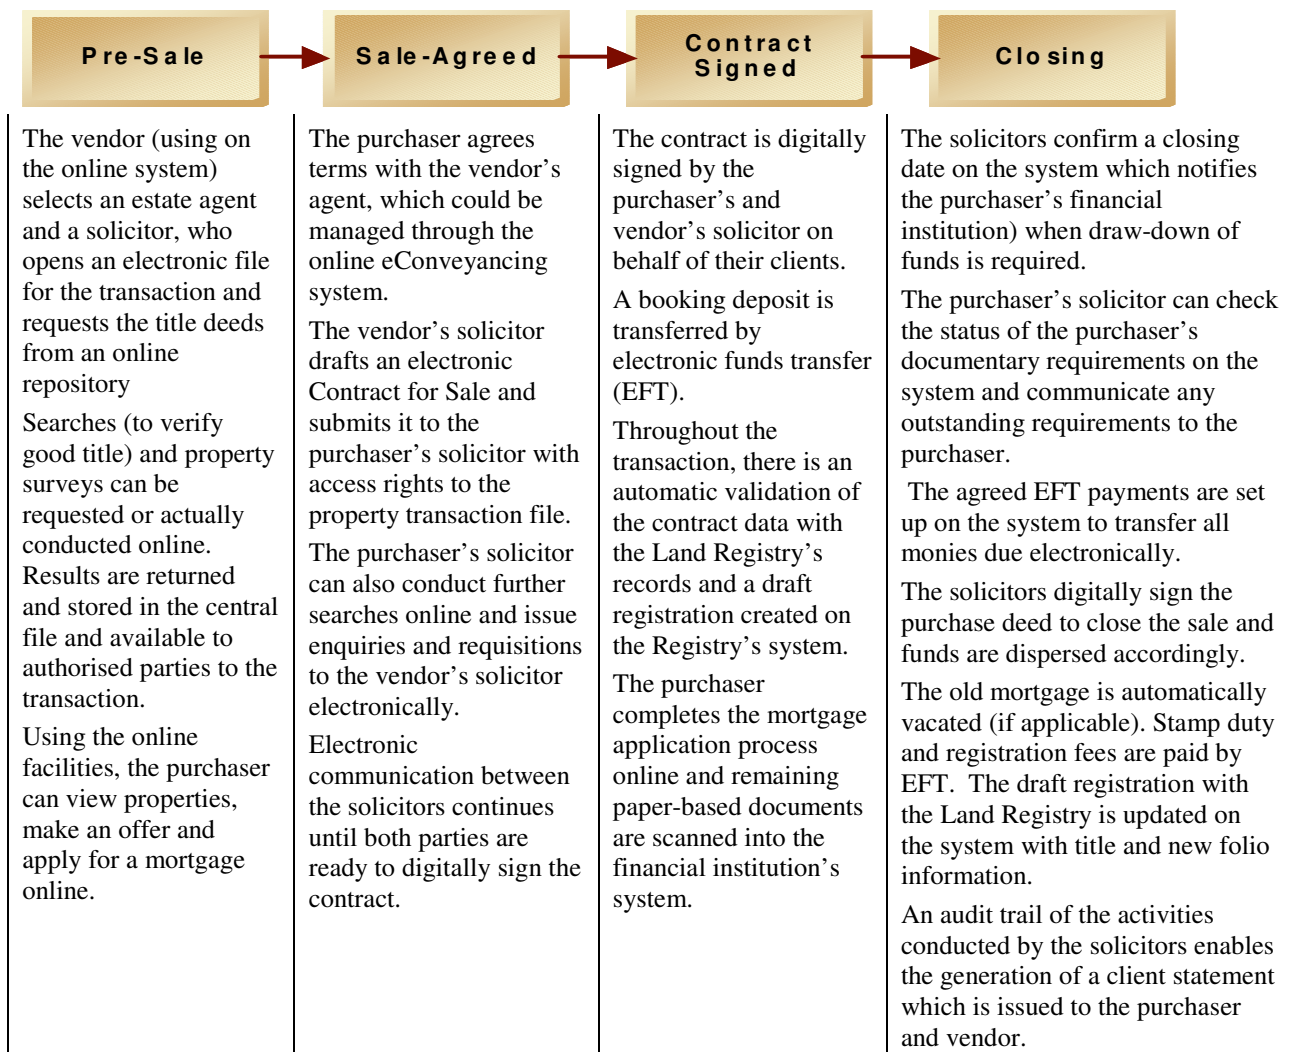 Pre-Sale
Sale-Agreed
Contract
Signed
Closing
The vendor (using on
the online system)
selects an estate agent
and a solicitor, who
opens an electronic file
for the transaction and
requests the title deeds
from an online
repository
Searches (to verify
good title) and property
surveys can be
requested or actually
conducted online.
Results are returned
and stored in the central
file and available to
authorised parties to the
transaction.
Using the online
facilities, the purchaser
can view properties,
make an offer and
apply for a mortgage
online.
The purchaser agrees
terms with the vendor’s
agent, which could be
managed through the
online eConveyancing
system.
The vendor’s solicitor
drafts an electronic
Contract for Sale and
submits it to the
purchaser’s solicitor with
access rights to the
property transaction file.
The purchaser’s solicitor
can also conduct further
searches online and issue
enquiries and requisitions
to the vendor’s solicitor
electronically.
Electronic
communication between
the solicitors continues
until both parties are
ready to digitally sign the
contract.
The contract is digitally
signed by the
purchaser’s and
vendor’s solicitor on
behalf of their clients.
A booking deposit is
transferred by
electronic funds transfer
(EFT).
Throughout the
transaction, there is an
automatic validation of
the contract data with
the Land Registry’s
records and a draft
registration created on
the Registry’s system.
The purchaser
completes the mortgage
application process
online and remaining
paper-based documents
are scanned into the
financial institution’s
system.
The solicitors confirm a closing
date on the system which notifies
the purchaser’s financial
institution) when draw-down of
funds is required.
The purchaser’s solicitor can check
the status of the purchaser’s
documentary requirements on the
system and communicate any
outstanding requirements to the
purchaser.
The agreed EFT payments are set
up on the system to transfer all
monies due electronically.
The solicitors digitally sign the
purchase deed to close the sale and
funds are dispersed accordingly.
The old mortgage is automatically
vacated (if applicable). Stamp duty
and registration fees are paid by
EFT.  The draft registration with
the Land Registry is updated on
the system with title and new folio
information.
An audit trail of the activities
conducted by the solicitors enables
the generation of a client statement
which is issued to the purchaser
and vendor.